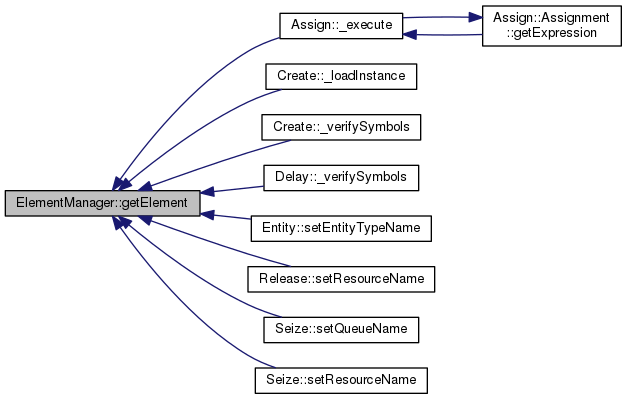 Assign::_execute
Assign::Assignment
::getExpression
Create::_loadInstance
Create::_verifySymbols
Delay::_verifySymbols
ElementManager::getElement
Entity::setEntityTypeName
Release::setResourceName
Seize::setQueueName
Seize::setResourceName